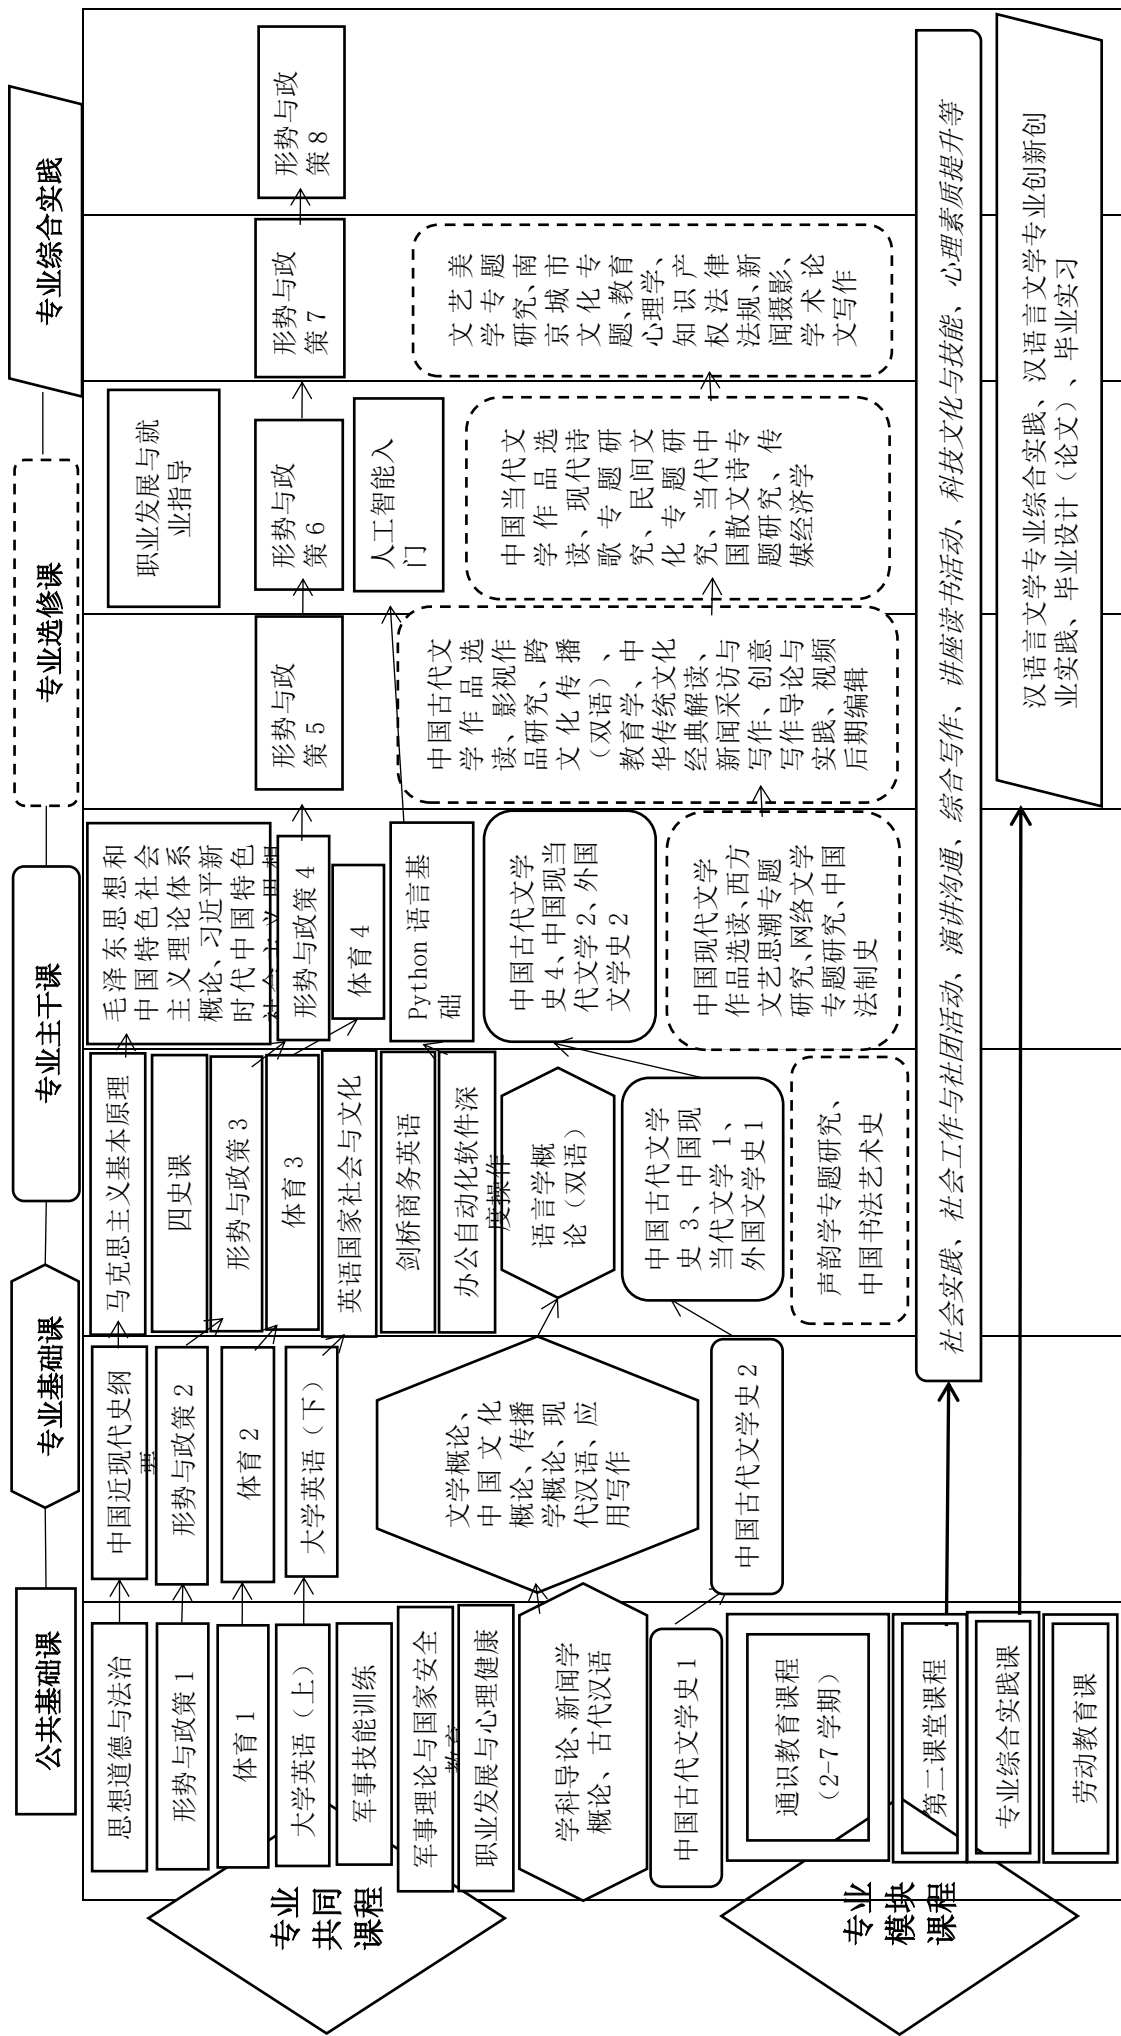 公共基础课
专业基础课
专业主干课
专业选修课
专业综合实践
专业
共同
课程
专业
模块
课程
思想道德与法治
形势与政策 1
体育 1
大学英语（上）
军事技能训练
军事理论与国家安全
教育
职业发展与心理健康
学科导论、新闻学
概论、古代汉语
中国古代文学史 1
通识教育课程
（2-7 学期）
第二课堂课程
专业综合实践课
劳动教育课
中国近现代史纲
要
形势与政策 2
体育 2
大学英语（下）
文学概论、
中国文化
概论、传播
学概论、现
代汉语、应
用写作
中国古代文学史 2
马克思主义基本原理
四史课
形势与政策 3
体育 3
英语国家社会与文化
剑桥商务英语
办公自动化软件深
度操作
语言学概
论（双语）
中国古代文学
史 3、中国现
当代文学 1、
外国文学史 1
声韵学专题研究、
中国书法艺术史
毛泽东思想和
中国特色社会
主义理论体系
概论、习近平新
时代中国特色
社会主义思想
形势与政策 4
体育 4
Python 语言基
础
中国古代文学
史 4、中国现当
代文学 2、外国
文学史 2
中国现代文学
作品选读、西方
文艺思潮专题
研究、网络文学
专题研究、中国
法制史
形势与政
策 5
中国古代文
学作品选
读、影视作
品研究、跨
文化传播
（双语）、
教育学、中
华传统文化
经典解读、
新闻采访与
写作、创意
写作导论与
实践、视频
后期编辑
职业发展与就
业指导
形势与政
策 6
人工智能入
门
中国当代文
学作品选
读、现代诗
歌专题研
究、民间文
化专题研
究、当代中
国散文诗专
题研究、传
媒经济学
形势与政
策 7
文艺美
学专题
研究、南
京城市
文化专
题、教育
心理学、
知识产
权法律
法规、新
闻摄影、
学术论
文写作
形势与政
策 8
社会实践、社会工作与社团活动、演讲沟通、综合写作、讲座读书活动、科技文化与技能、心理素质提升等
汉语言文学专业综合实践、汉语言文学专业创新创
业实践、毕业设计（论文）、毕业实习